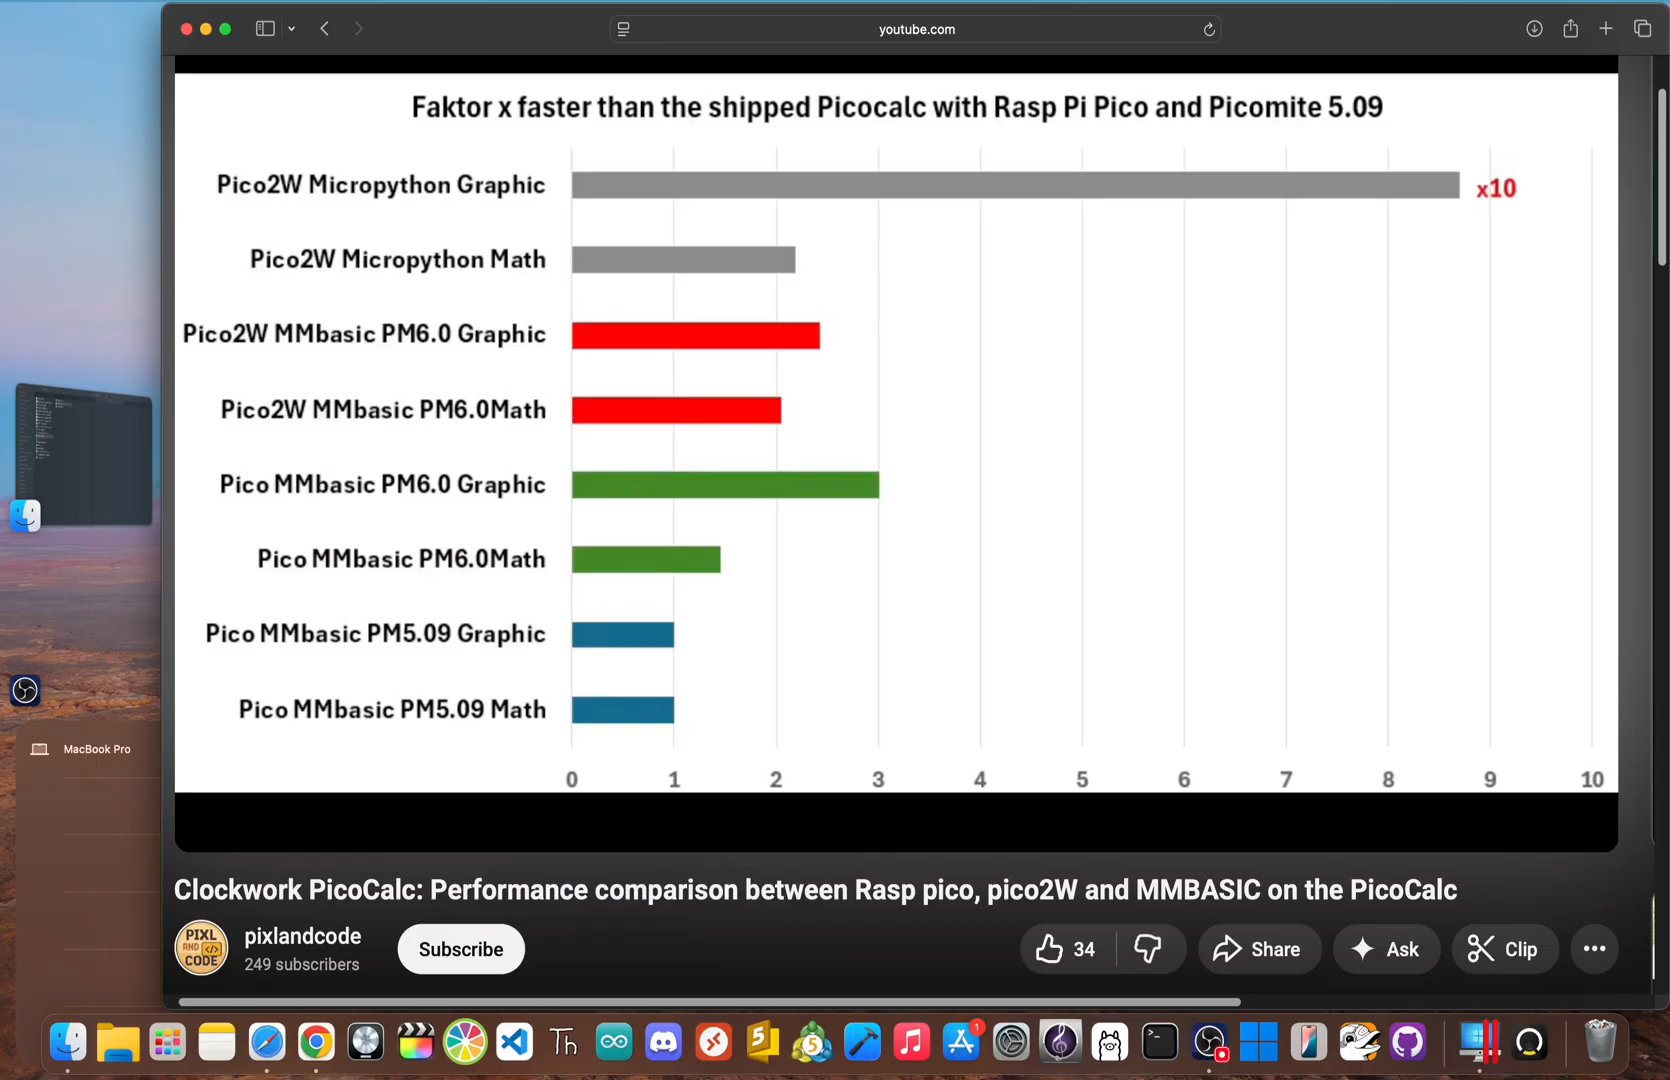 youtube.com
Faktor x faster than the shipped Picocalc with Rasp Pi Pico and Picomite 5.09
Pico2W Micropython Graphic
x10
Pico2W Micropython Math
Pico2W MMbasic PM6.0 Graphic
Pico2W MMbasic PM6.0Math
Pico MMbasic PM6.0 Graphic
Pico MMbasic PM6.0Math
Pico MMbasic PM5.09 Graphic
Pico MMbasic PM5.09 Math
0 1 2 3 4 5 6 7 8 9 10
MacBook Pro
Clockwork PicoCalc: Performance comparison between Rasp pico, pico2W and MMBASIC on the PicoCalc
PIXL
AND </>
CODE
pixlandcode
249 subscribers
Subscribe
34
Share
Ask
Clip
Th
5
5
1